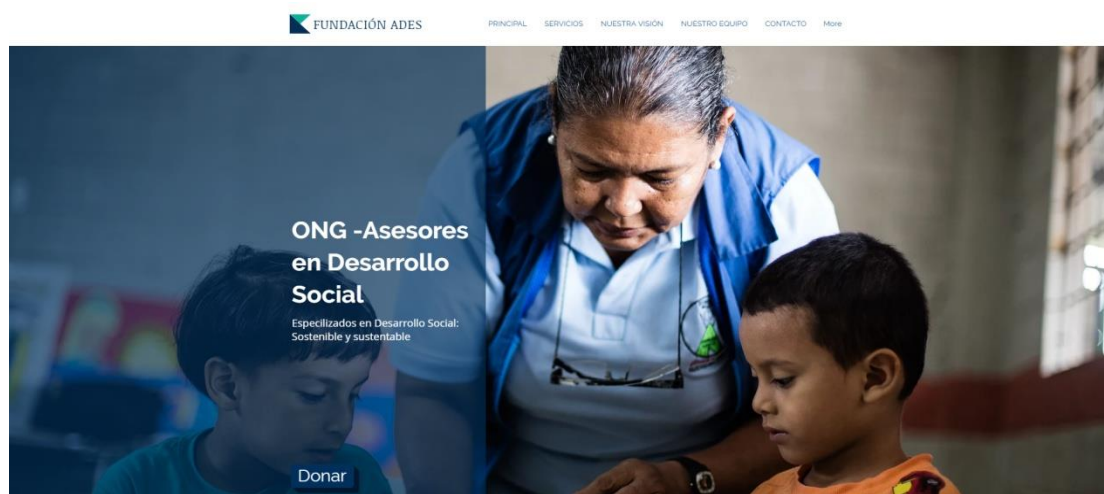 FUNDACIÓN ADES
PRINCIPAL SERVICIOS NUESTRA VISIÓN NUESTRO EQUIPO CONTACTO More
ONG -Asesores
en Desarrollo
Social
Especilizados en Desarrollo Social:
Sostenible y sustentable
Donar